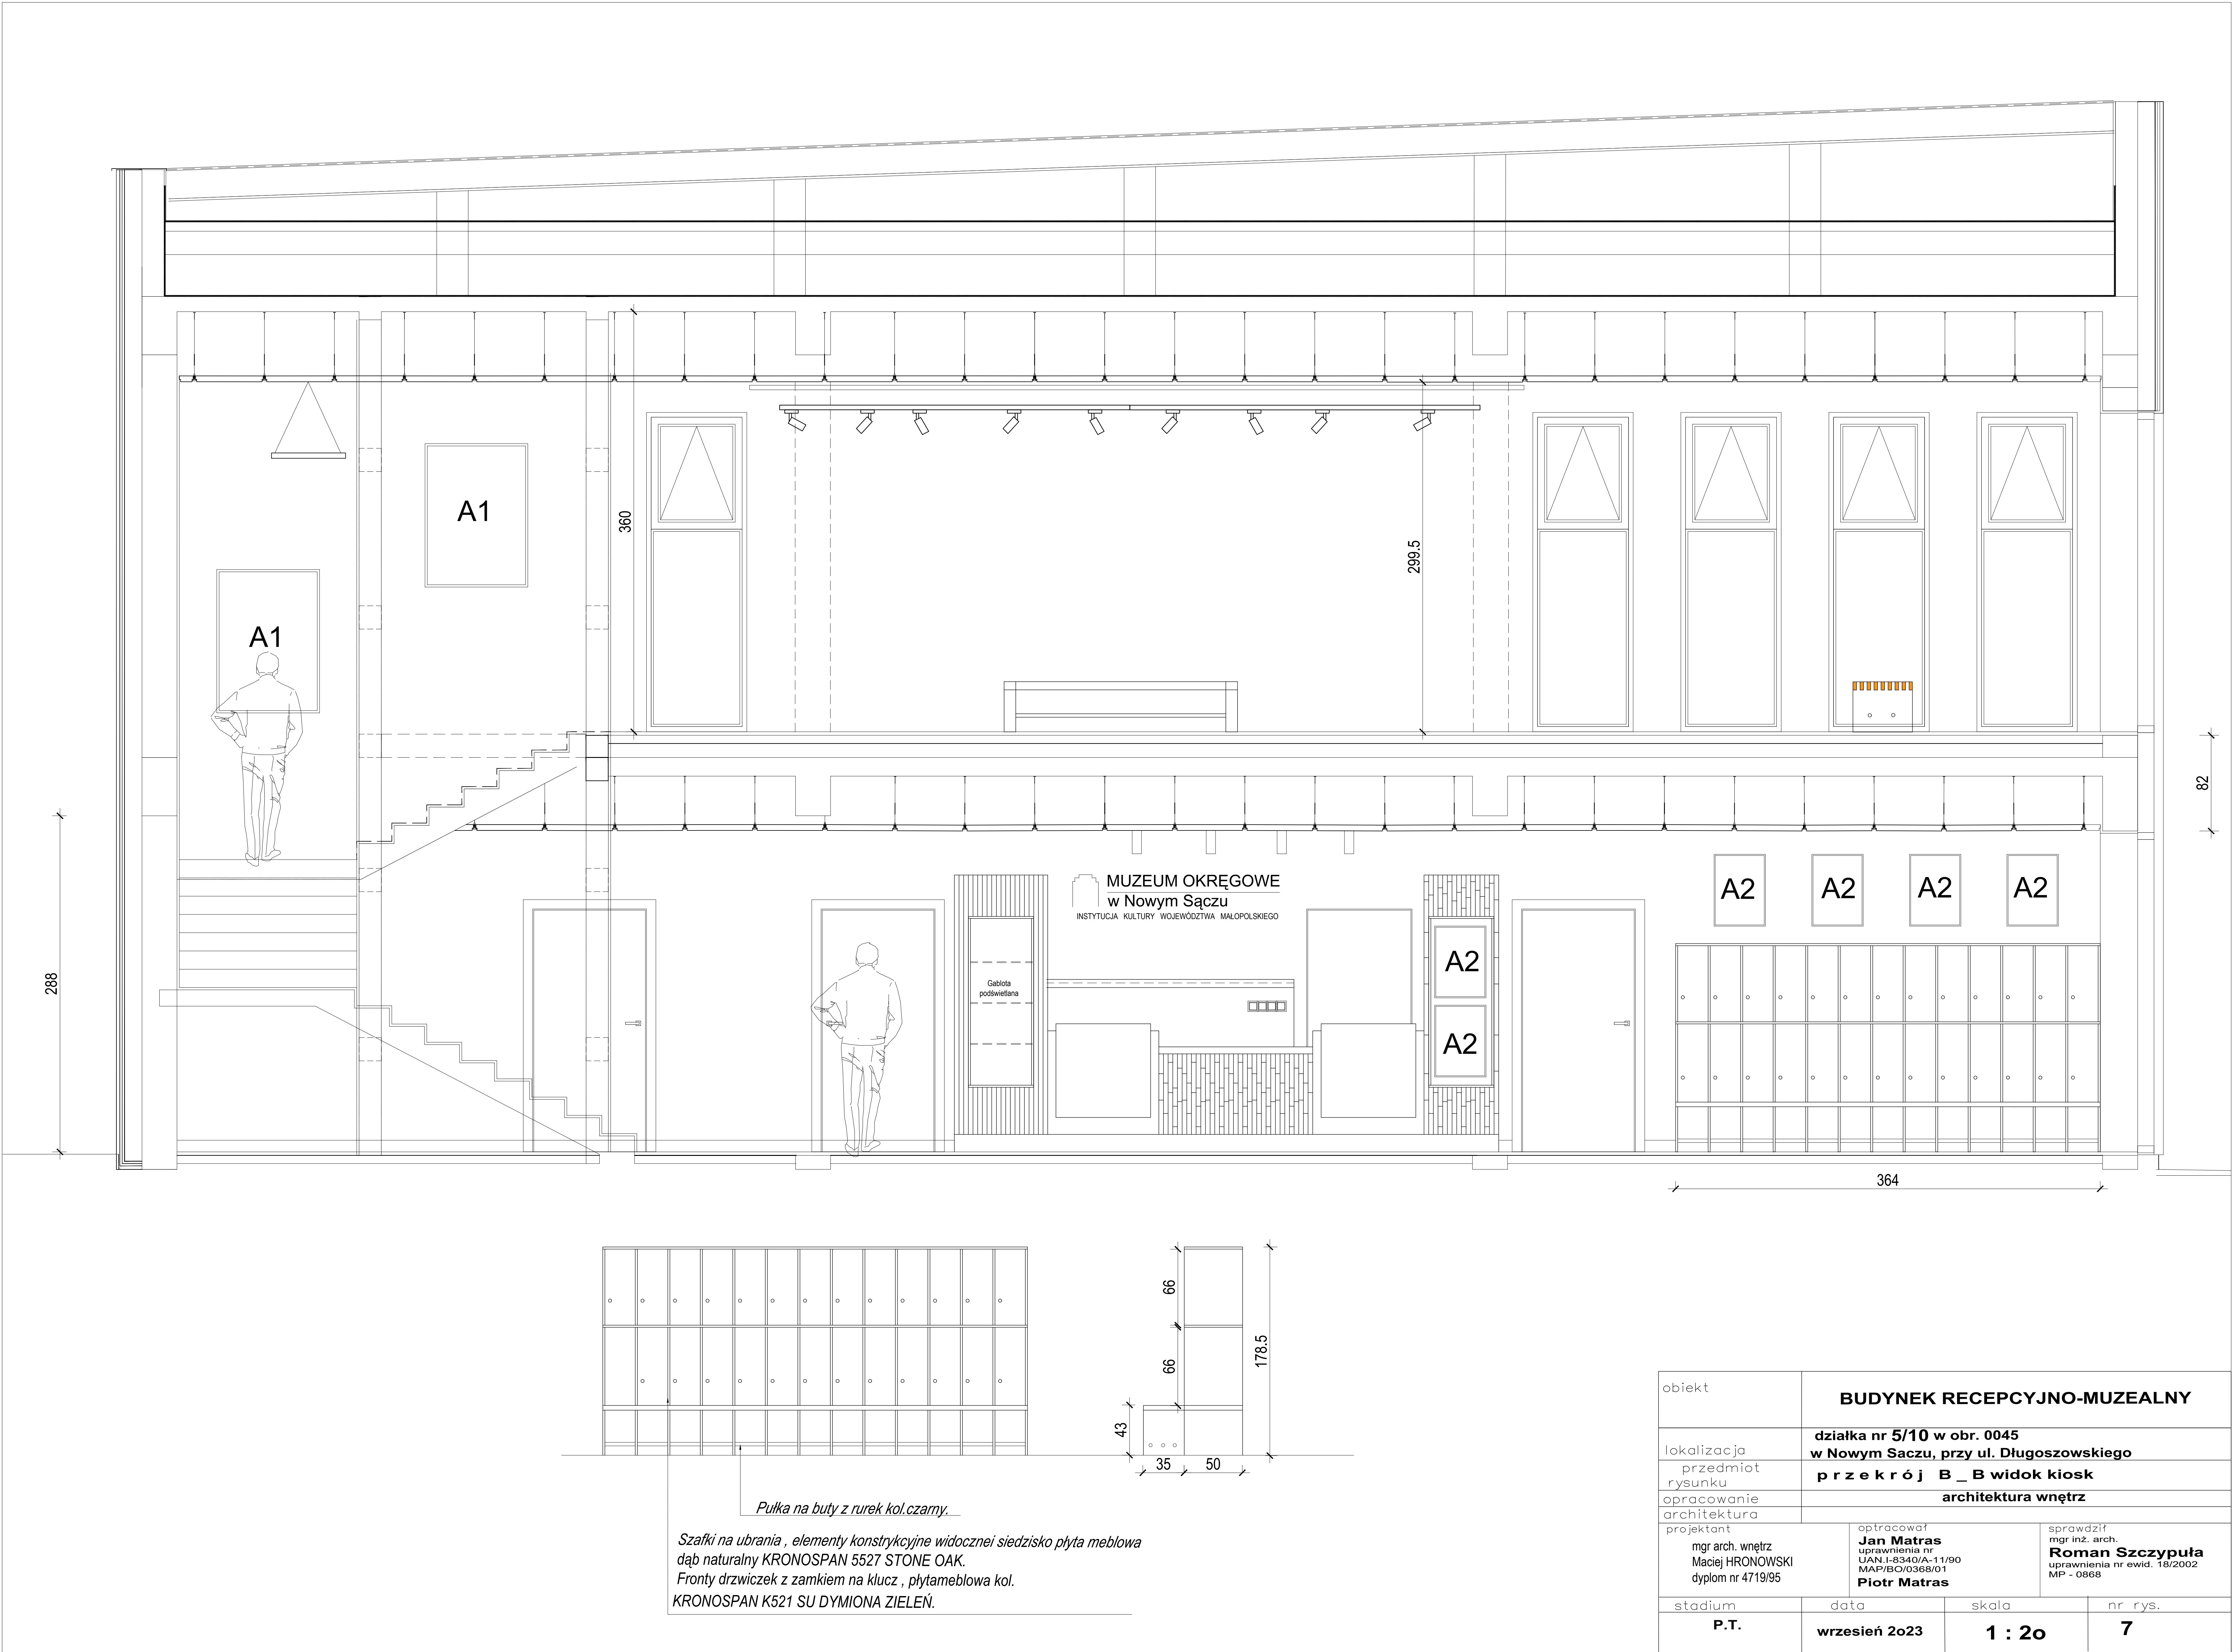 A1
A1
360
299.5
82
288
MUZEUM OKRĘGOWE
w Nowym Sączu
INSTYTUCJA KULTURY WOJEWÓDZTWA MAŁOPOLSKIEGO
A2
A2
A2
A2
Gablota
podświetlana
A2
A2
364
66
66
178.5
43
35
50
Pułka na buty z rurek kol.czarny.
Szafki na ubrania , elementy konstrykcyjne widocznei siedzisko płyta meblowa
dąb naturalny KRONOSPAN 5527 STONE OAK.
Fronty drzwiczek z zamkiem na klucz , płytameblowa kol.
KRONOSPAN K521 SU DYMIONA ZIELEŃ.
obiekt
BUDYNEK RECEPCYJNO-MUZEALNY
lokalizacja
działka nr 5/10 w obr. 0045
w Nowym Saczu, przy ul. Długoszowskiego
przedmiot
rysunku
p r z e k r ó j B _ B widok kiosk
opracowanie
architektura wnętrz
architektura
projektant
mgr arch. wnętrz
Maciej HRONOWSKI
dyplom nr 4719/95
optracował
Jan Matras
uprawnienia nr
UAN.I-8340/A-11/90
MAP/BO/0368/01
Piotr Matras
sprawdził
mgr inż. arch.
Roman Szczypuła
uprawnienia nr ewid. 18/2002
MP - 0868
stadium
P.T.
data
wrzesień 2o23
skala
1 : 2o
nr rys.
7